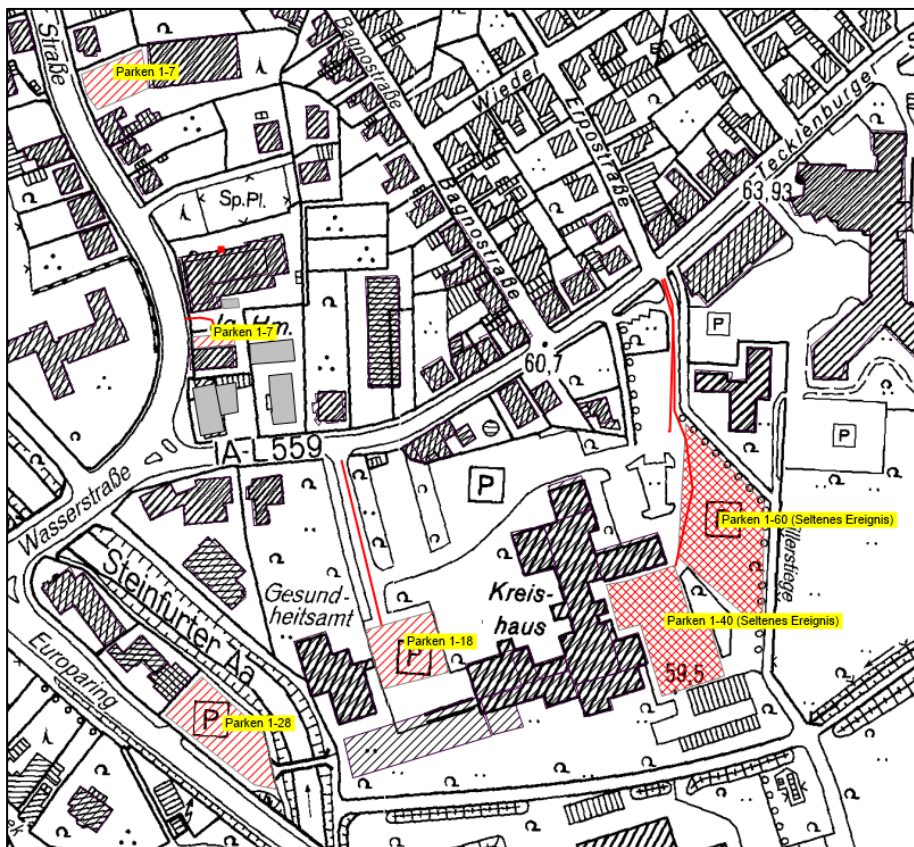 Straße
Parken 1-7
Bagnostraße
Wiedel
Erpostraße
Tecklenburger
63,93
Sp.Pl.
Bagnostraße
Parken 1-7
60,7
P
P
IA-L559
P
Wasserstraße
Parken 1-60 (Seltenes Ereignis)
Steinfurter Aa
Gesund-
heitsamt
Kreis-
haus
Parken 1-40 (Seltenes Ereignis)
Parken 1-18
P
59,5
Europaring
P
Parken 1-28